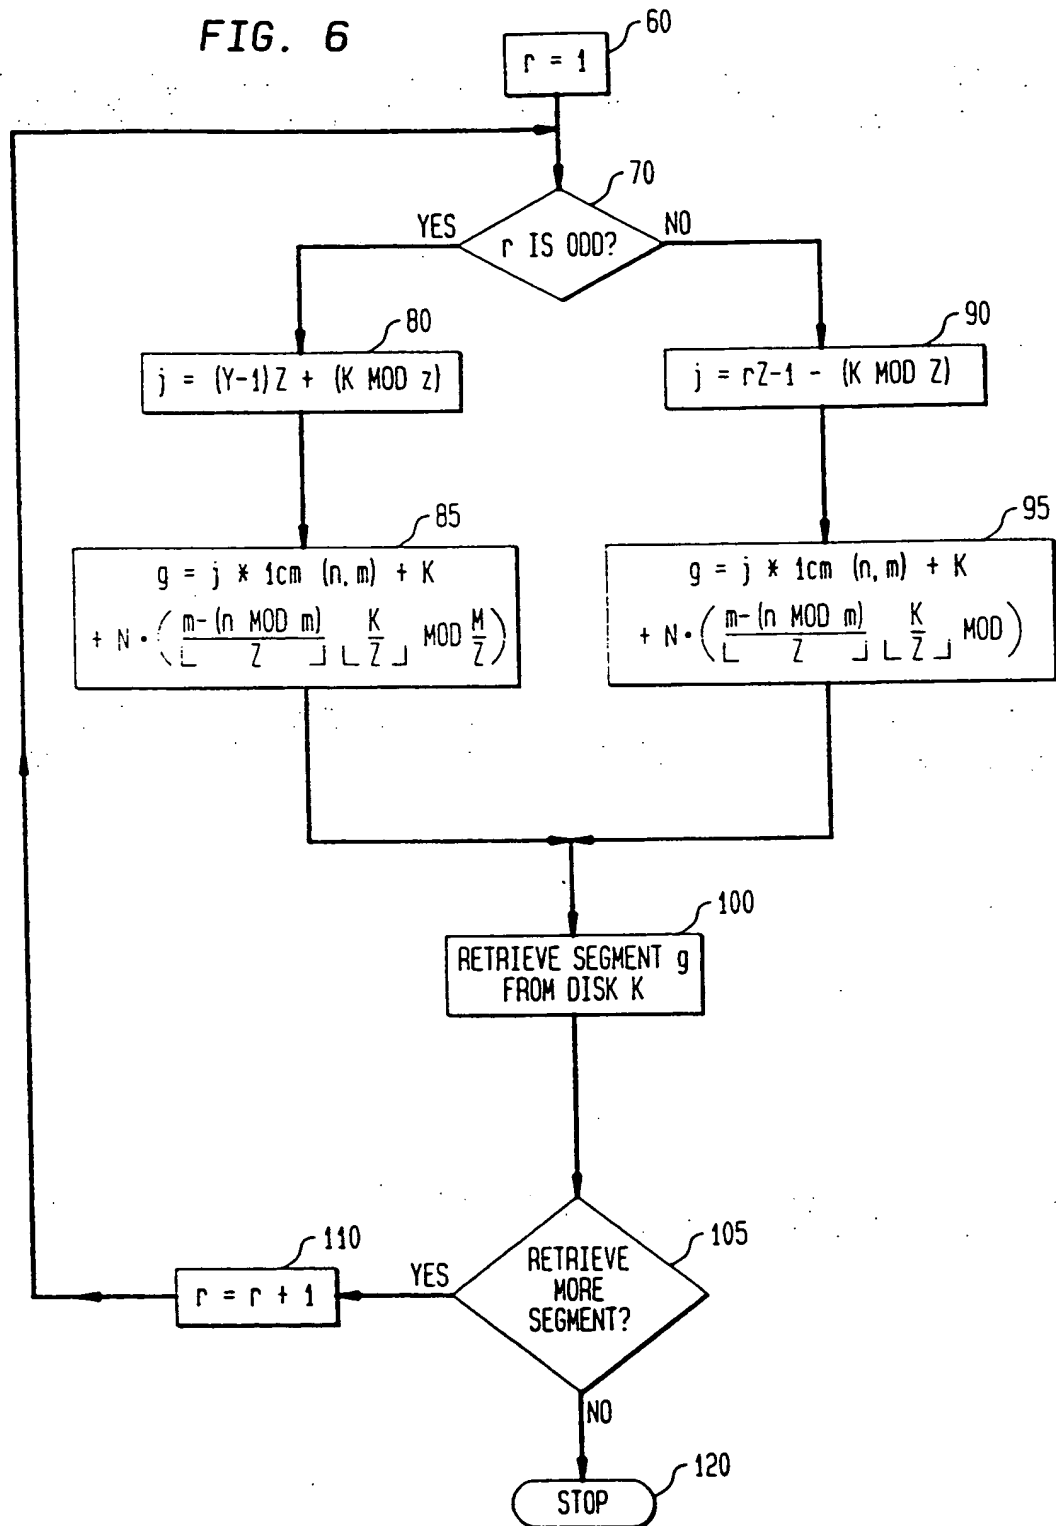 FIG. 6
60
r = 1
70
YES
r IS ODD?
NO
80
j = (Y-1)Z + (K MOD z)
90
j = rZ-1 - (K MOD Z)
85
g = j * 1cm (n,m) + K
+ N · ( ⌊ m-(n MOD m) / Z ⌋ ⌊ K / Z ⌋ MOD M / Z )
95
g = j * 1cm (n,m) + K
+ N · ( ⌊ m-(n MOD m) / Z ⌋ ⌊ K / Z ⌋ MOD )
100
RETRIEVE SEGMENT g
FROM DISK K
105
RETRIEVE
MORE
SEGMENT?
YES
110
r = r + 1
NO
120
STOP